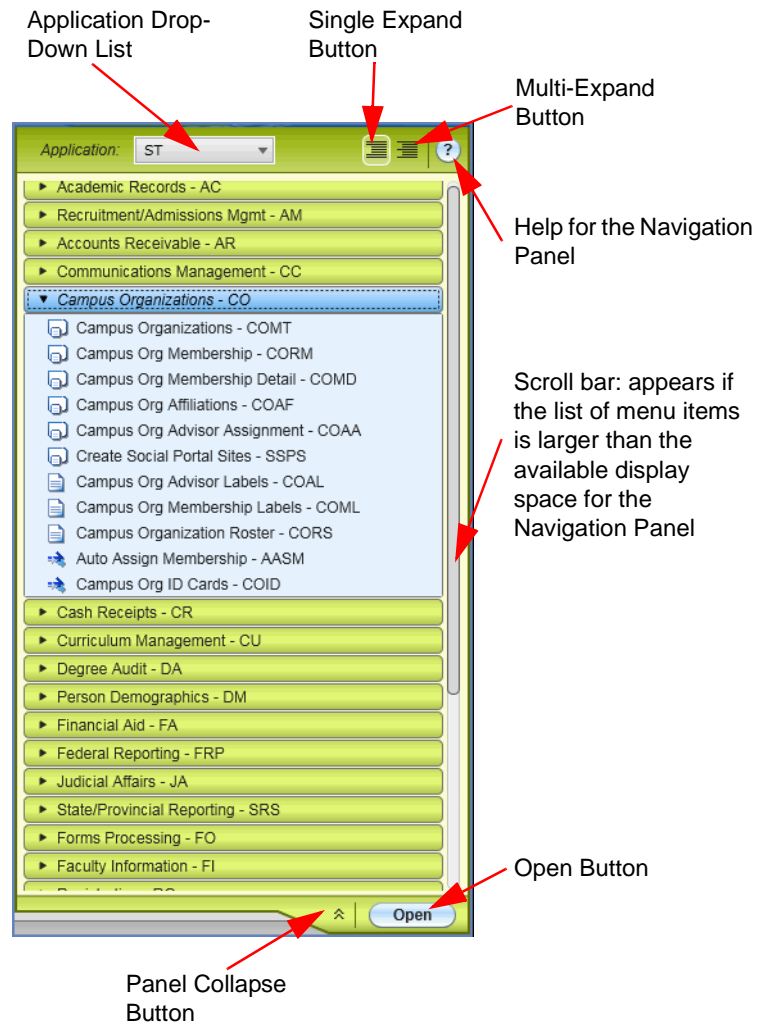 Application Drop-
Down List
Single Expand
Button
Multi-Expand
Button
Application:
ST
?
Academic Records - AC
Recruitment/Admissions Mgmt - AM
Accounts Receivable - AR
Communications Management - CC
Campus Organizations - CO
Campus Organizations - COMT
Campus Org Membership - CORM
Campus Org Membership Detail - COMD
Campus Org Affiliations - COAF
Campus Org Advisor Assignment - COAA
Create Social Portal Sites - SSPS
Campus Org Advisor Labels - COAL
Campus Org Membership Labels - COML
Campus Organization Roster - CORS
Auto Assign Membership - AASM
Campus Org ID Cards - COID
Cash Receipts - CR
Curriculum Management - CU
Degree Audit - DA
Person Demographics - DM
Financial Aid - FA
Federal Reporting - FRP
Judicial Affairs - JA
State/Provincial Reporting - SRS
Forms Processing - FO
Faculty Information - FI
Open
Help for the Navigation
Panel
Scroll bar: appears if
the list of menu items
is larger than the
available display
space for the
Navigation Panel
Open Button
Panel Collapse
Button